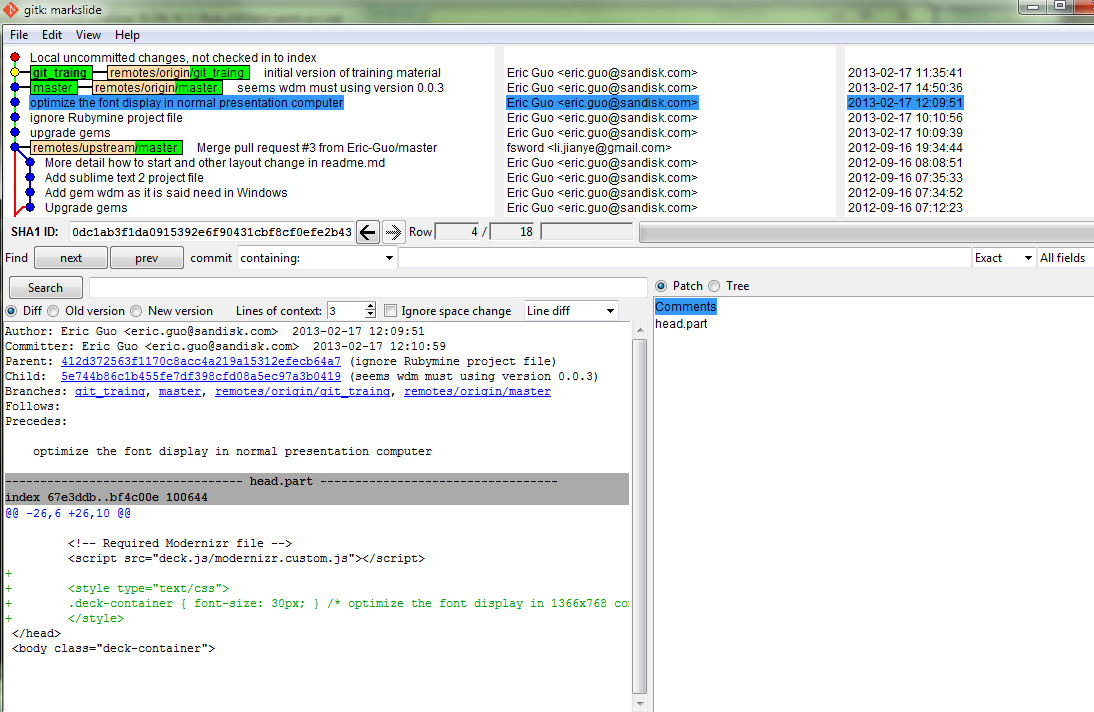 gitk: markslide
File Edit View Help
Local uncommitted changes, not checked in to index
git_traing remotes/origin/git_traing initial version of training material Eric Guo <eric.guo@sandisk.com> 2013-02-17 11:35:41
master remotes/origin/master seems wdm must using version 0.0.3 Eric Guo <eric.guo@sandisk.com> 2013-02-17 14:50:36
optimize the font display in normal presentation computer Eric Guo <eric.guo@sandisk.com> 2013-02-17 12:09:51
ignore Rubymine project file Eric Guo <eric.guo@sandisk.com> 2013-02-17 10:10:56
upgrade gems Eric Guo <eric.guo@sandisk.com> 2013-02-17 10:09:39
remotes/upstream/master Merge pull request #3 from Eric-Guo/master fsword <li.jianye@gmail.com> 2012-09-16 19:34:44
More detail how to start and other layout change in readme.md Eric Guo <eric.guo@sandisk.com> 2012-09-16 08:08:51
Add sublime text 2 project file Eric Guo <eric.guo@sandisk.com> 2012-09-16 07:35:33
Add gem wdm as it is said need in Windows Eric Guo <eric.guo@sandisk.com> 2012-09-16 07:34:52
Upgrade gems Eric Guo <eric.guo@sandisk.com> 2012-09-16 07:12:23
SHA1 ID: 0dc1ab3f1da0915392e6f90431cbf8cf0efe2b43 Row 4 / 18
Find next prev commit containing: Exact All fields
Search Patch Tree
Diff Old version New version Lines of context: 3 Ignore space change Line diff
Comments
head.part
Author: Eric Guo <eric.guo@sandisk.com> 2013-02-17 12:09:51
Committer: Eric Guo <eric.guo@sandisk.com> 2013-02-17 12:10:59
Parent: 412d372563f1170c8acc4a219a15312efecb64a7 (ignore Rubymine project file)
Child: 5e744b86c1b455fe7df398cfd08a5ec97a3b0419 (seems wdm must using version 0.0.3)
Branches: git_traing, master, remotes/origin/git_traing, remotes/origin/master
Follows:
Precedes:
optimize the font display in normal presentation computer
---------------------------------- head.part ----------------------------------
index 67e3ddb..bf4c00e 100644
@@ -26,6 +26,10 @@
<!-- Required Modernizr file -->
<script src="deck.js/modernizr.custom.js"></script>
+
+ <style type="text/css">
+ .deck-container { font-size: 30px; } /* optimize the font display in 1366x768 co
+ </style>
</head>
<body class="deck-container">